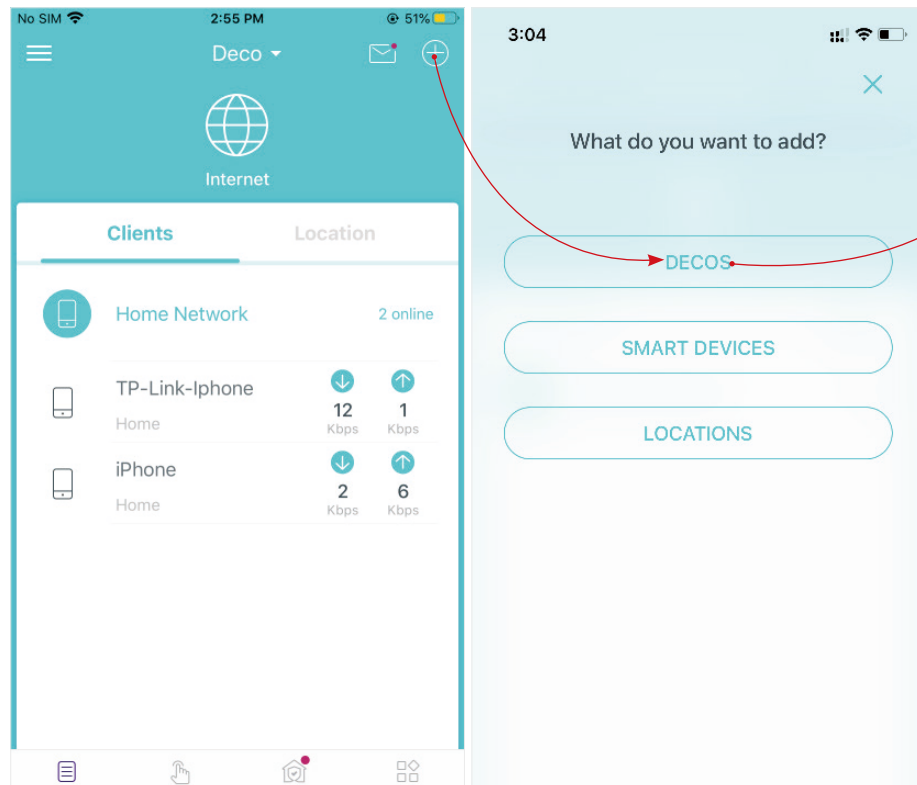 No SIM 2:55 PM 51%
Deco
Internet
Clients Location
Home Network 2 online
TP-Link-Iphone
Home
12 1
Kbps Kbps
iPhone
Home
2 6
Kbps Kbps
3:04
What do you want to add?
DECOS
SMART DEVICES
LOCATIONS